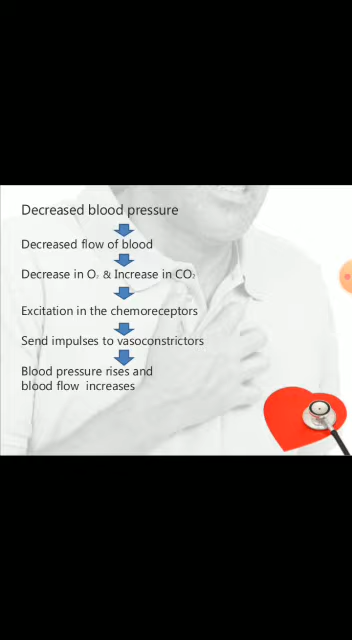 Decreased blood pressure
Decreased flow of blood
Decrease in O₂ & Increase in CO₂
Excitation in the chemoreceptors
Send impulses to vasoconstrictors
Blood pressure rises and
blood flow increases